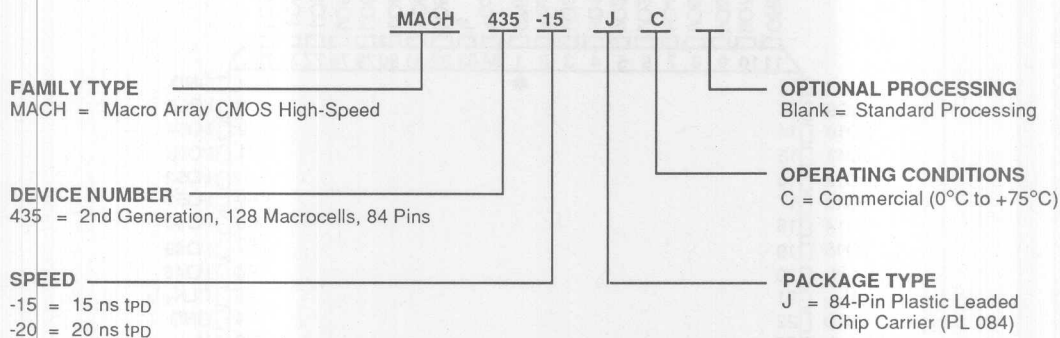 MACH 435 -15 J C
FAMILY TYPE
MACH = Macro Array CMOS High-Speed
DEVICE NUMBER
435 = 2nd Generation, 128 Macrocells, 84 Pins
SPEED
-15 = 15 ns tPD
-20 = 20 ns tPD
OPTIONAL PROCESSING
Blank = Standard Processing
OPERATING CONDITIONS
C = Commercial (0°C to +75°C)
PACKAGE TYPE
J = 84-Pin Plastic Leaded
Chip Carrier (PL 084)